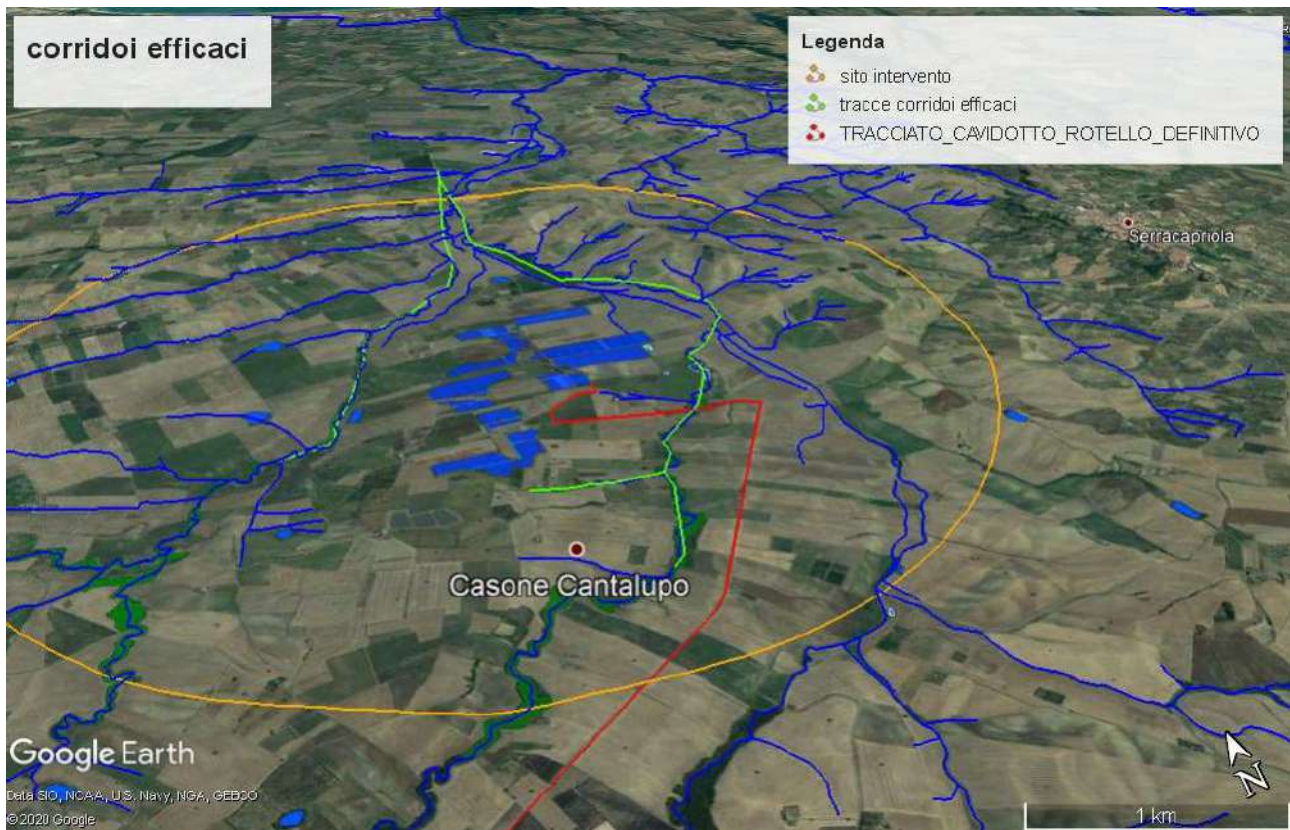 corridoi efficaci
Legenda
sito intervento
tracce corridoi efficaci
TRACCIATO_CAVIDOTTO_ROTELLO_DEFINITIVO
Serracapriola
Casone Cantalupo
Google Earth
Data SIO, NOAA, U.S. Navy, NGA, GEBCO
© 2020 Google
N
1 km